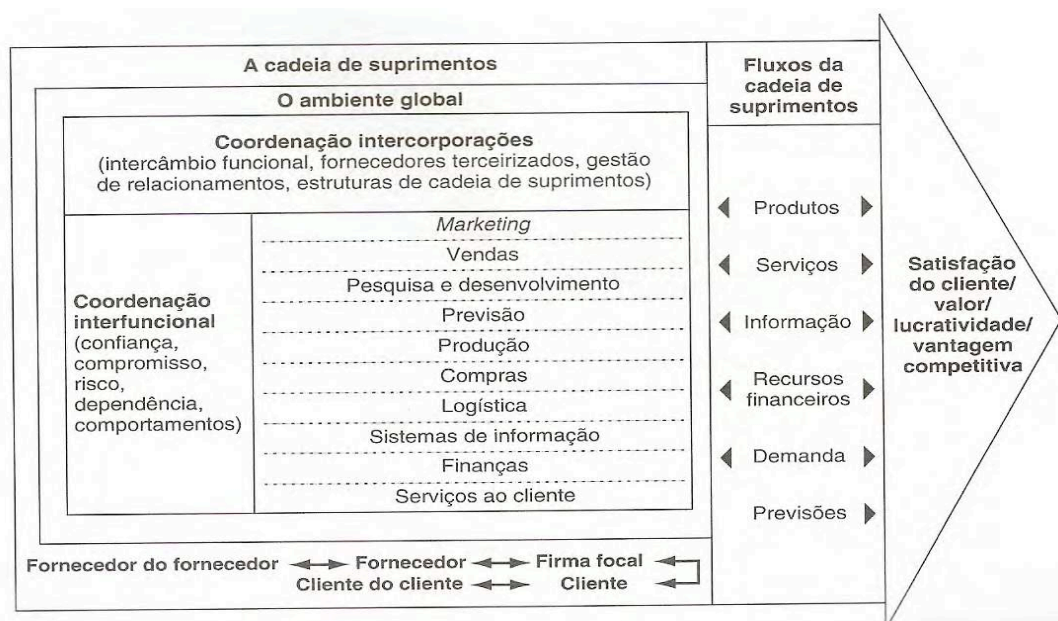 A cadeia de suprimentos
O ambiente global
Coordenação intercorporações
(intercâmbio funcional, fornecedores terceirizados, gestão
de relacionamentos, estruturas de cadeia de suprimentos)
Coordenação
interfuncional
(confiança,
compromisso,
risco,
dependência,
comportamentos)
Marketing
Vendas
Pesquisa e desenvolvimento
Previsão
Produção
Compras
Logística
Sistemas de informação
Finanças
Serviços ao cliente
Fornecedor do fornecedor Fornecedor Firma focal
Cliente do cliente Cliente
Fluxos da
cadeia de
suprimentos
Produtos
Serviços
Informação
Recursos
financeiros
Demanda
Previsões
Satisfação
do cliente/
valor/
lucratividade/
vantagem
competitiva